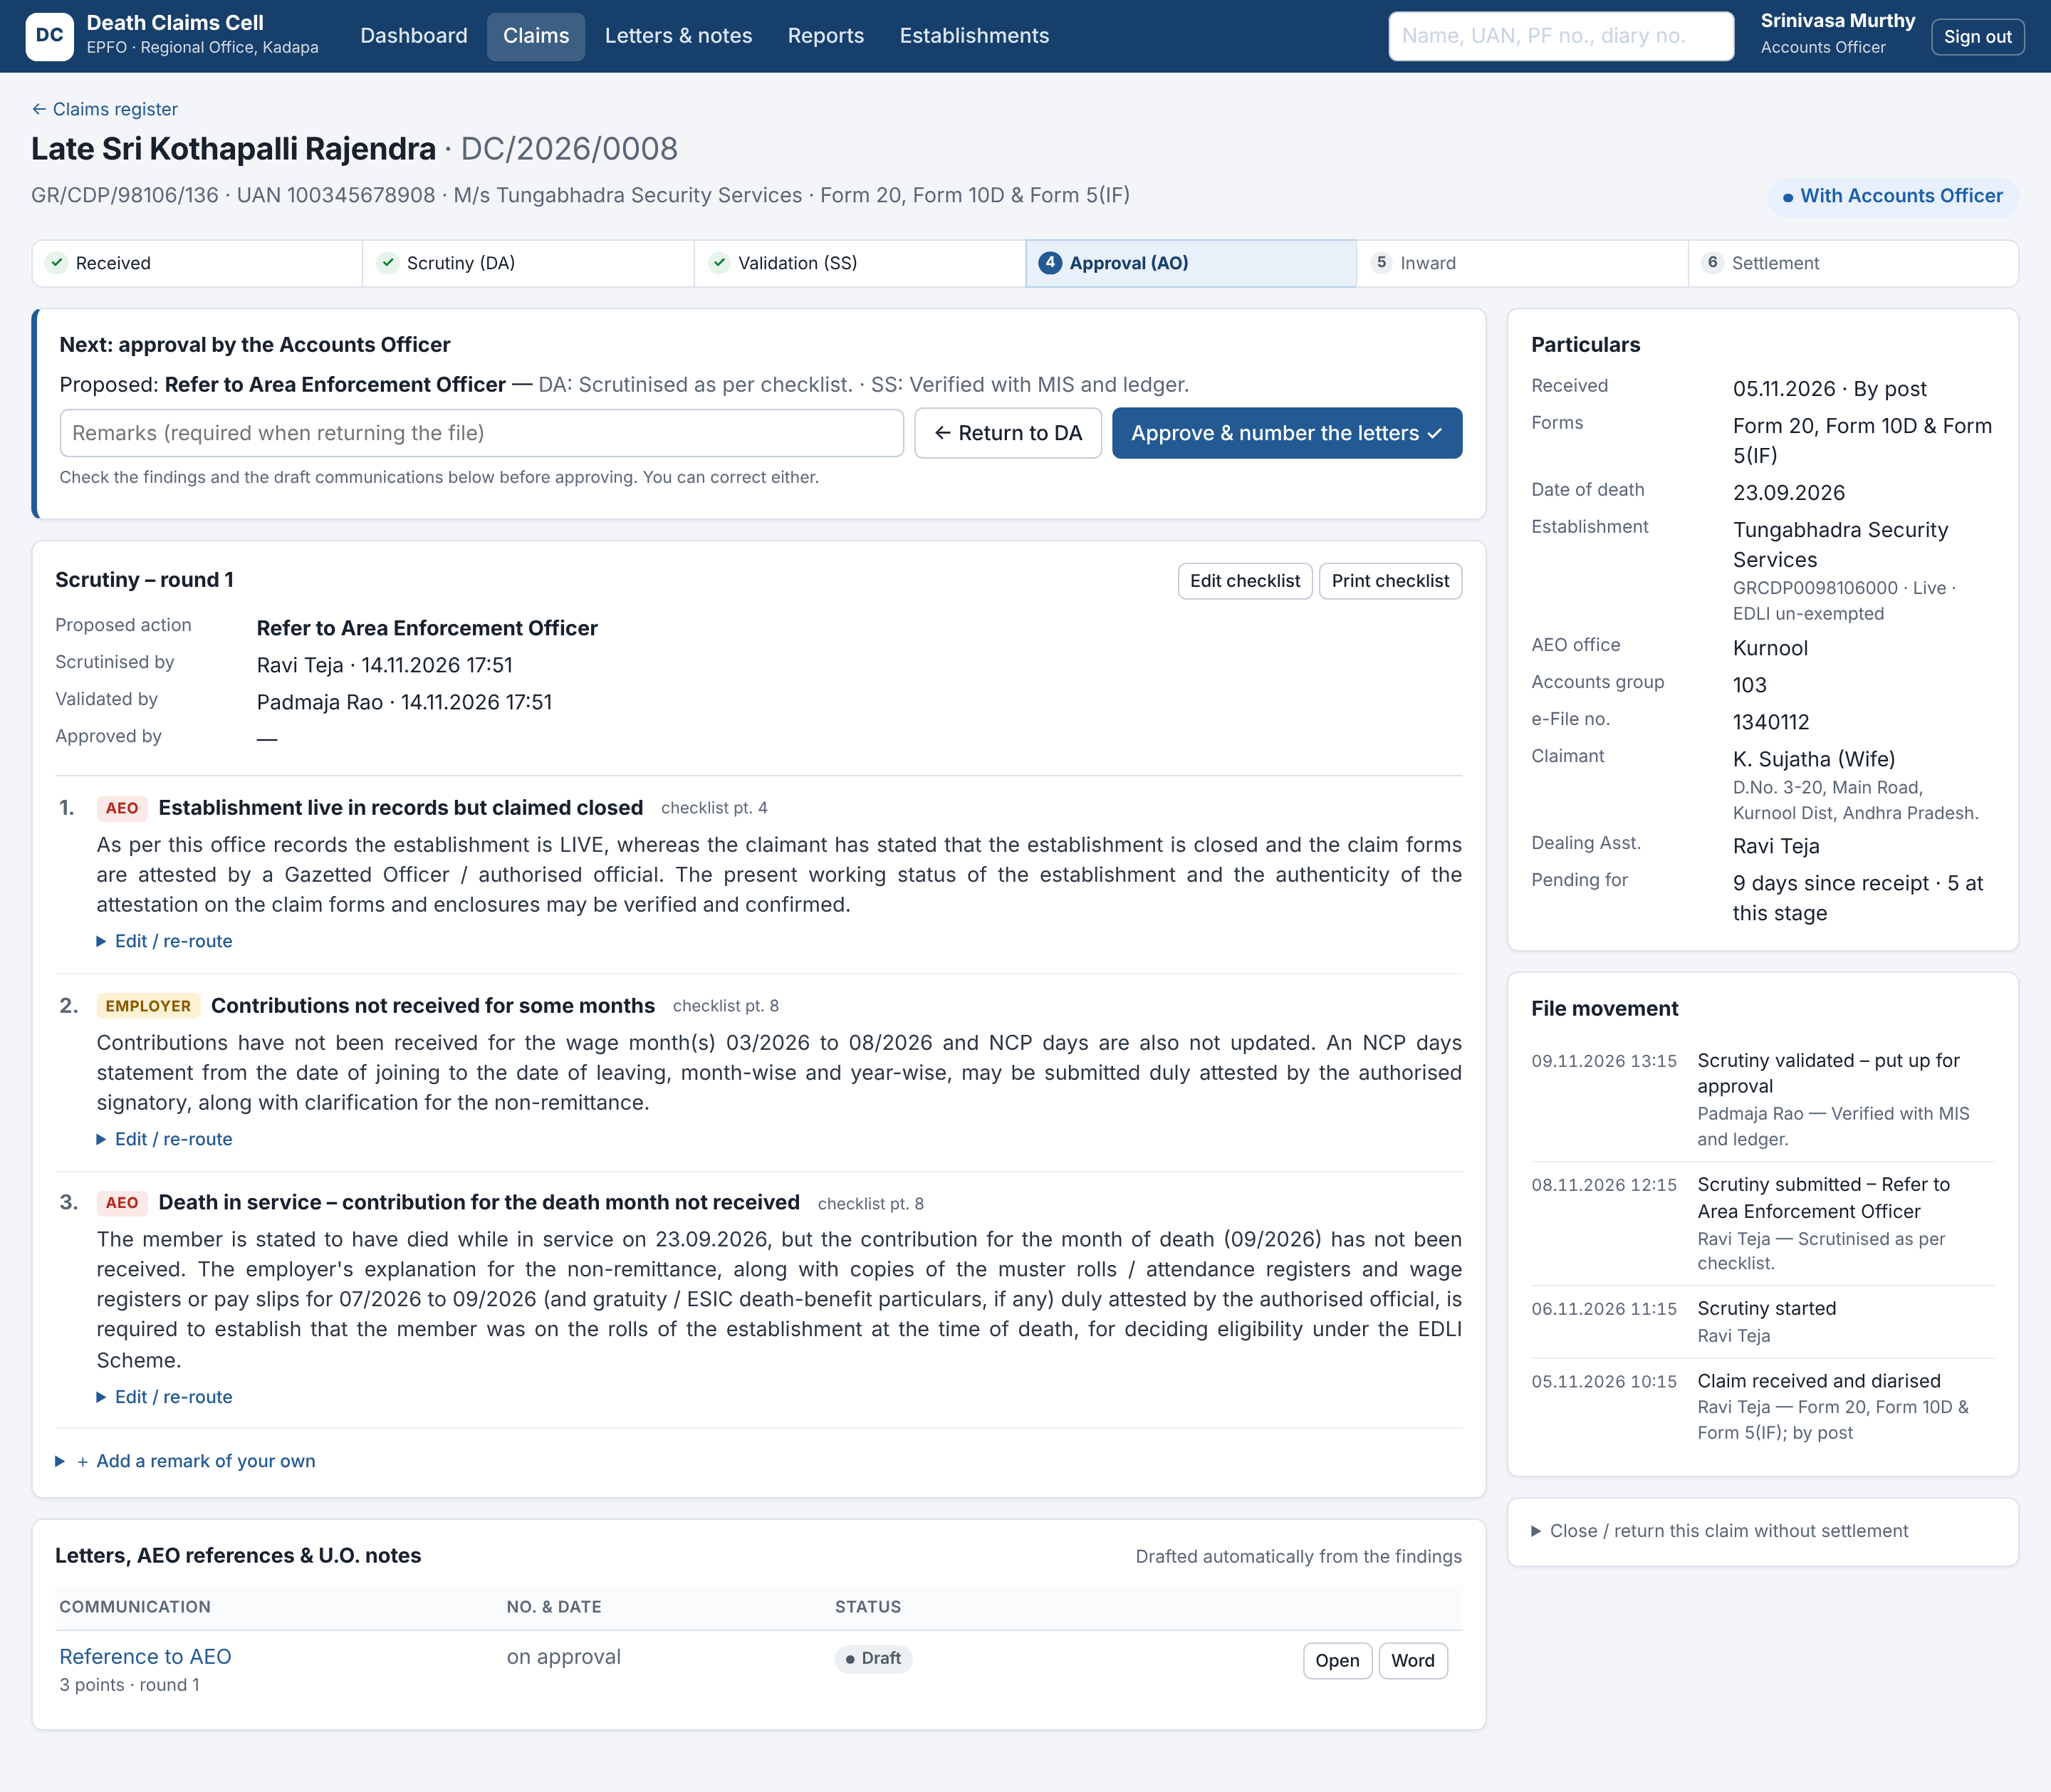 DC
Death Claims Cell
EPFO · Regional Office, Kadapa
Dashboard
Claims
Letters & notes
Reports
Establishments
Name, UAN, PF no., diary no.
Srinivasa Murthy
Accounts Officer
Sign out
← Claims register
Late Sri Kothapalli Rajendra · DC/2026/0008
GR/CDP/98106/136 · UAN 100345678908 · M/s Tungabhadra Security Services · Form 20, Form 10D & Form 5(IF)
● With Accounts Officer
✓ Received
✓ Scrutiny (DA)
✓ Validation (SS)
4 Approval (AO)
5 Inward
6 Settlement
Next: approval by the Accounts Officer
Proposed: Refer to Area Enforcement Officer — DA: Scrutinised as per checklist. · SS: Verified with MIS and ledger.
Remarks (required when returning the file)
← Return to DA
Approve & number the letters ✓
Check the findings and the draft communications below before approving. You can correct either.
Scrutiny – round 1
Edit checklist
Print checklist
Proposed action Refer to Area Enforcement Officer
Scrutinised by Ravi Teja · 14.11.2026 17:51
Validated by Padmaja Rao · 14.11.2026 17:51
Approved by —
1. AEO Establishment live in records but claimed closed checklist pt. 4
As per this office records the establishment is LIVE, whereas the claimant has stated that the establishment is closed and the claim forms
are attested by a Gazetted Officer / authorised official. The present working status of the establishment and the authenticity of the
attestation on the claim forms and enclosures may be verified and confirmed.
▶ Edit / re-route
2. EMPLOYER Contributions not received for some months checklist pt. 8
Contributions have not been received for the wage month(s) 03/2026 to 08/2026 and NCP days are also not updated. An NCP days
statement from the date of joining to the date of leaving, month-wise and year-wise, may be submitted duly attested by the authorised
signatory, along with clarification for the non-remittance.
▶ Edit / re-route
3. AEO Death in service – contribution for the death month not received checklist pt. 8
The member is stated to have died while in service on 23.09.2026, but the contribution for the month of death (09/2026) has not been
received. The employer's explanation for the non-remittance, along with copies of the muster rolls / attendance registers and wage
registers or pay slips for 07/2026 to 09/2026 (and gratuity / ESIC death-benefit particulars, if any) duly attested by the authorised official, is
required to establish that the member was on the rolls of the establishment at the time of death, for deciding eligibility under the EDLI
Scheme.
▶ Edit / re-route
▶ + Add a remark of your own
Letters, AEO references & U.O. notes
Drafted automatically from the findings
COMMUNICATION NO. & DATE STATUS
Reference to AEO on approval ● Draft Open Word
3 points · round 1
Particulars
Received 05.11.2026 · By post
Forms Form 20, Form 10D & Form
5(IF)
Date of death 23.09.2026
Establishment Tungabhadra Security
Services
GRCDP0098106000 · Live ·
EDLI un-exempted
AEO office Kurnool
Accounts group 103
e-File no. 1340112
Claimant K. Sujatha (Wife)
D.No. 3-20, Main Road,
Kurnool Dist, Andhra Pradesh.
Dealing Asst. Ravi Teja
Pending for 9 days since receipt · 5 at
this stage
File movement
09.11.2026 13:15 Scrutiny validated – put up for
approval
Padmaja Rao — Verified with MIS
and ledger.
08.11.2026 12:15 Scrutiny submitted – Refer to
Area Enforcement Officer
Ravi Teja — Scrutinised as per
checklist.
06.11.2026 11:15 Scrutiny started
Ravi Teja
05.11.2026 10:15 Claim received and diarised
Ravi Teja — Form 20, Form 10D &
Form 5(IF); by post
▶ Close / return this claim without settlement